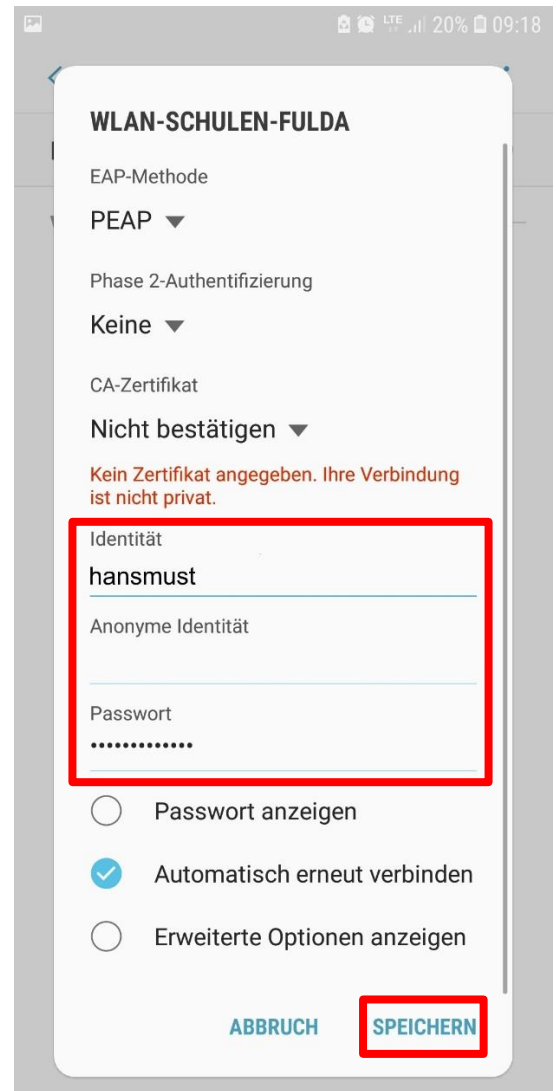 LTE 20% 09:18
WLAN-SCHULEN-FULDA
EAP-Methode
PEAP
Phase 2-Authentifizierung
Keine
CA-Zertifikat
Nicht bestätigen
Kein Zertifikat angegeben. Ihre Verbindung
ist nicht privat.
Identität
hansmust
Anonyme Identität
Passwort
•••••••••••••
Passwort anzeigen
Automatisch erneut verbinden
Erweiterte Optionen anzeigen
ABBRUCH SPEICHERN